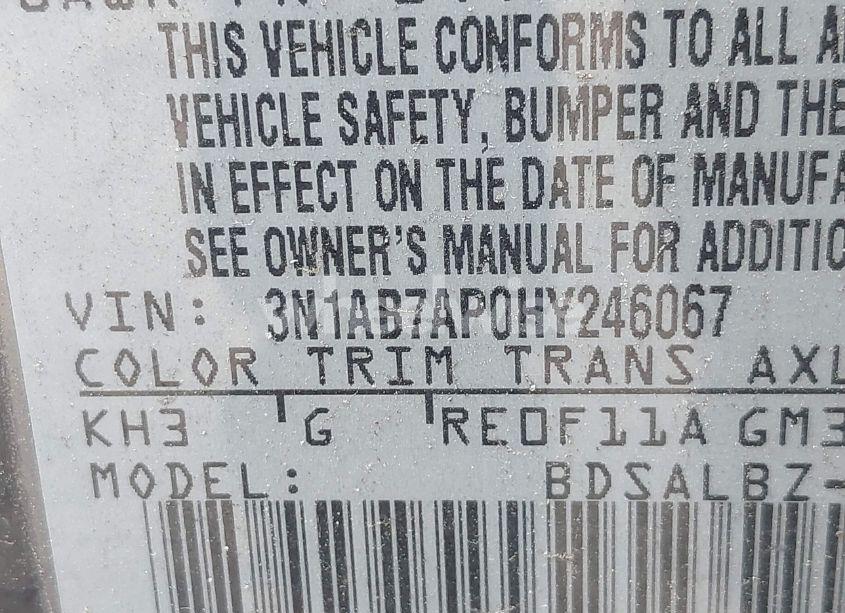 THIS VEHICLE CONFORMS TO ALL A
VEHICLE SAFETY, BUMPER AND THE
IN EFFECT ON THE DATE OF MANUFA
SEE OWNER'S MANUAL FOR ADDITIO
VIN: 3N1AB7AP0HY246067
COLOR TRIM TRANS AXL
KH3 G RE0F11A GM3
MODEL: BDSALBZ-